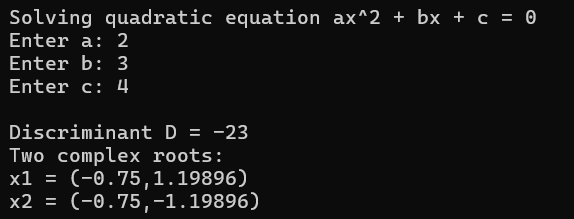 Solving quadratic equation ax^2 + bx + c = 0
Enter a: 2
Enter b: 3
Enter c: 4

Discriminant D = -23
Two complex roots:
x1 = (-0.75,1.19896)
x2 = (-0.75,-1.19896)